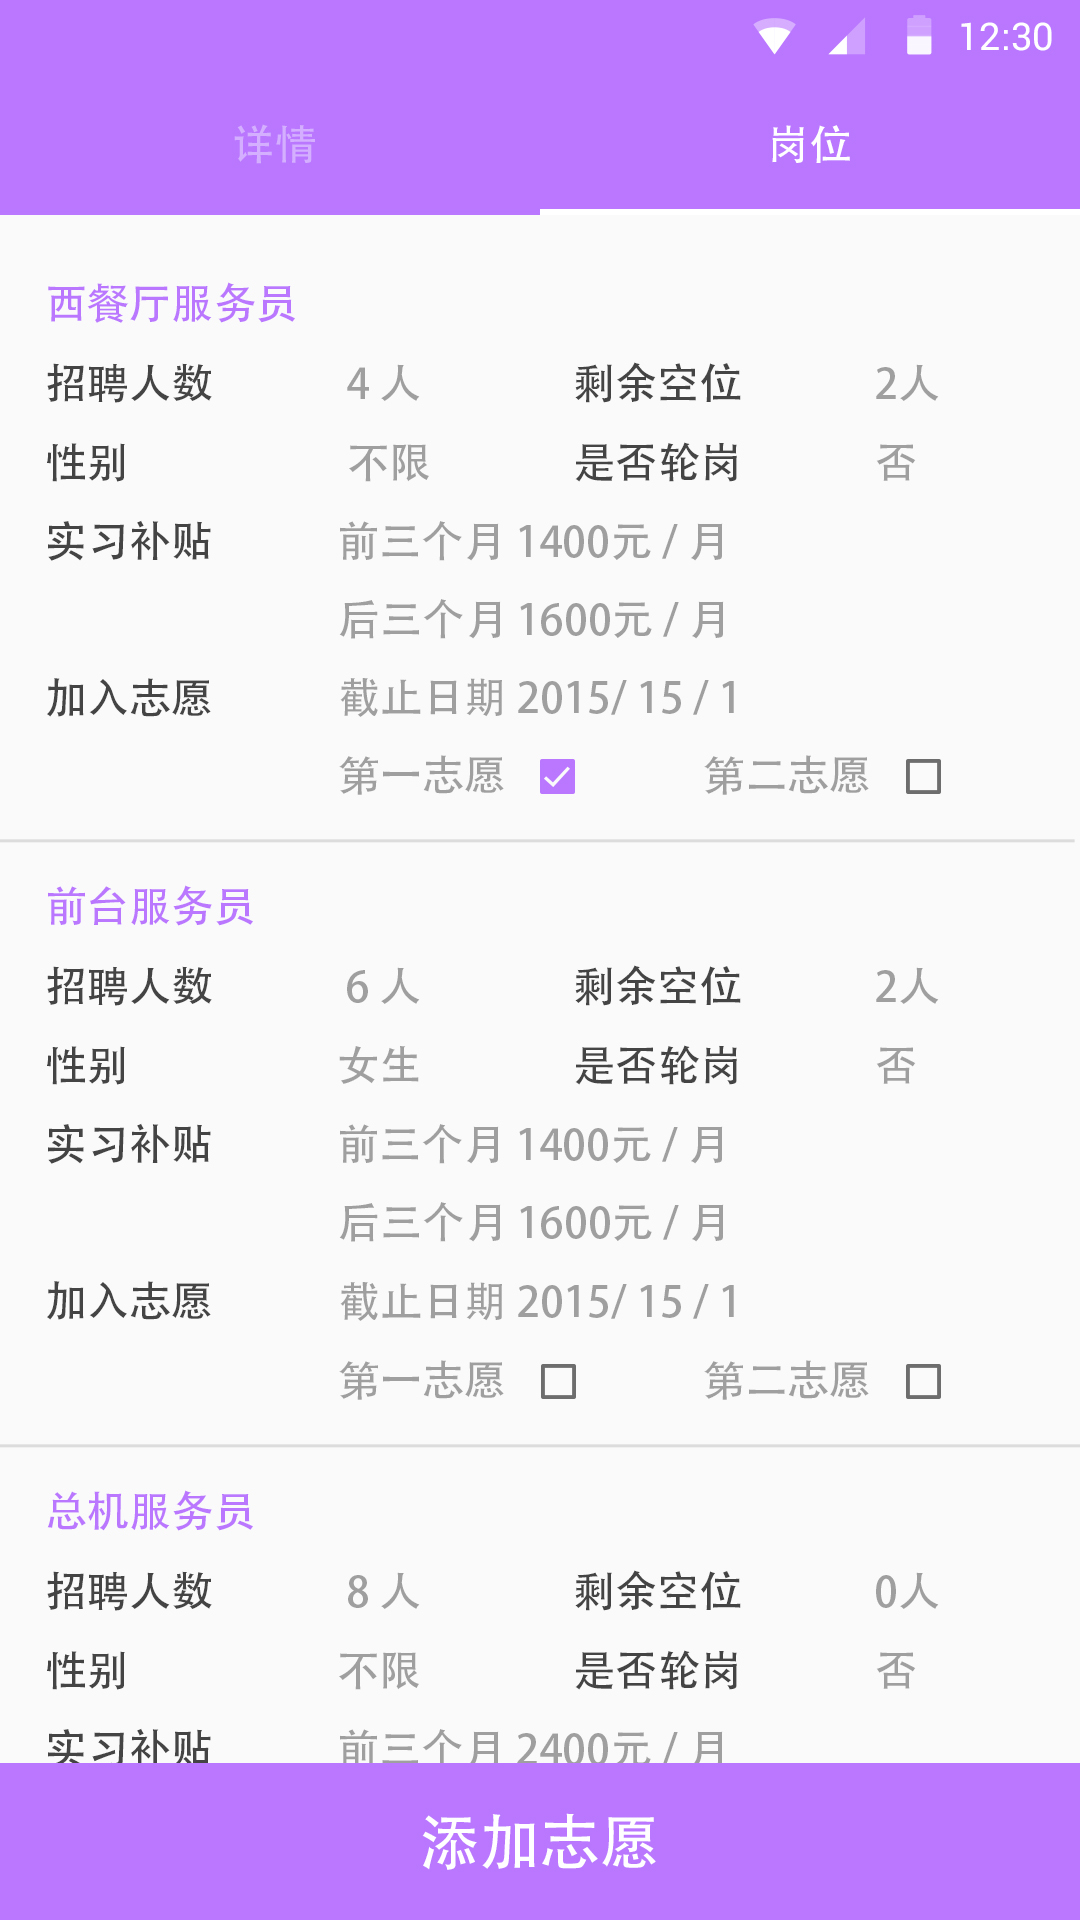 12:30
详情 岗位
西餐厅服务员
招聘人数 4 人 剩余空位 2人
性别 不限 是否轮岗 否
实习补贴 前三个月 1400元 / 月
后三个月 1600元 / 月
加入志愿 截止日期 2015/ 15 / 1
第一志愿 第二志愿
前台服务员
招聘人数 6 人 剩余空位 2人
性别 女生 是否轮岗 否
实习补贴 前三个月 1400元 / 月
后三个月 1600元 / 月
加入志愿 截止日期 2015/ 15 / 1
第一志愿 第二志愿
总机服务员
招聘人数 8 人 剩余空位 0人
性别 不限 是否轮岗 否
实习补贴 前三个月 2400元 / 月
添加志愿